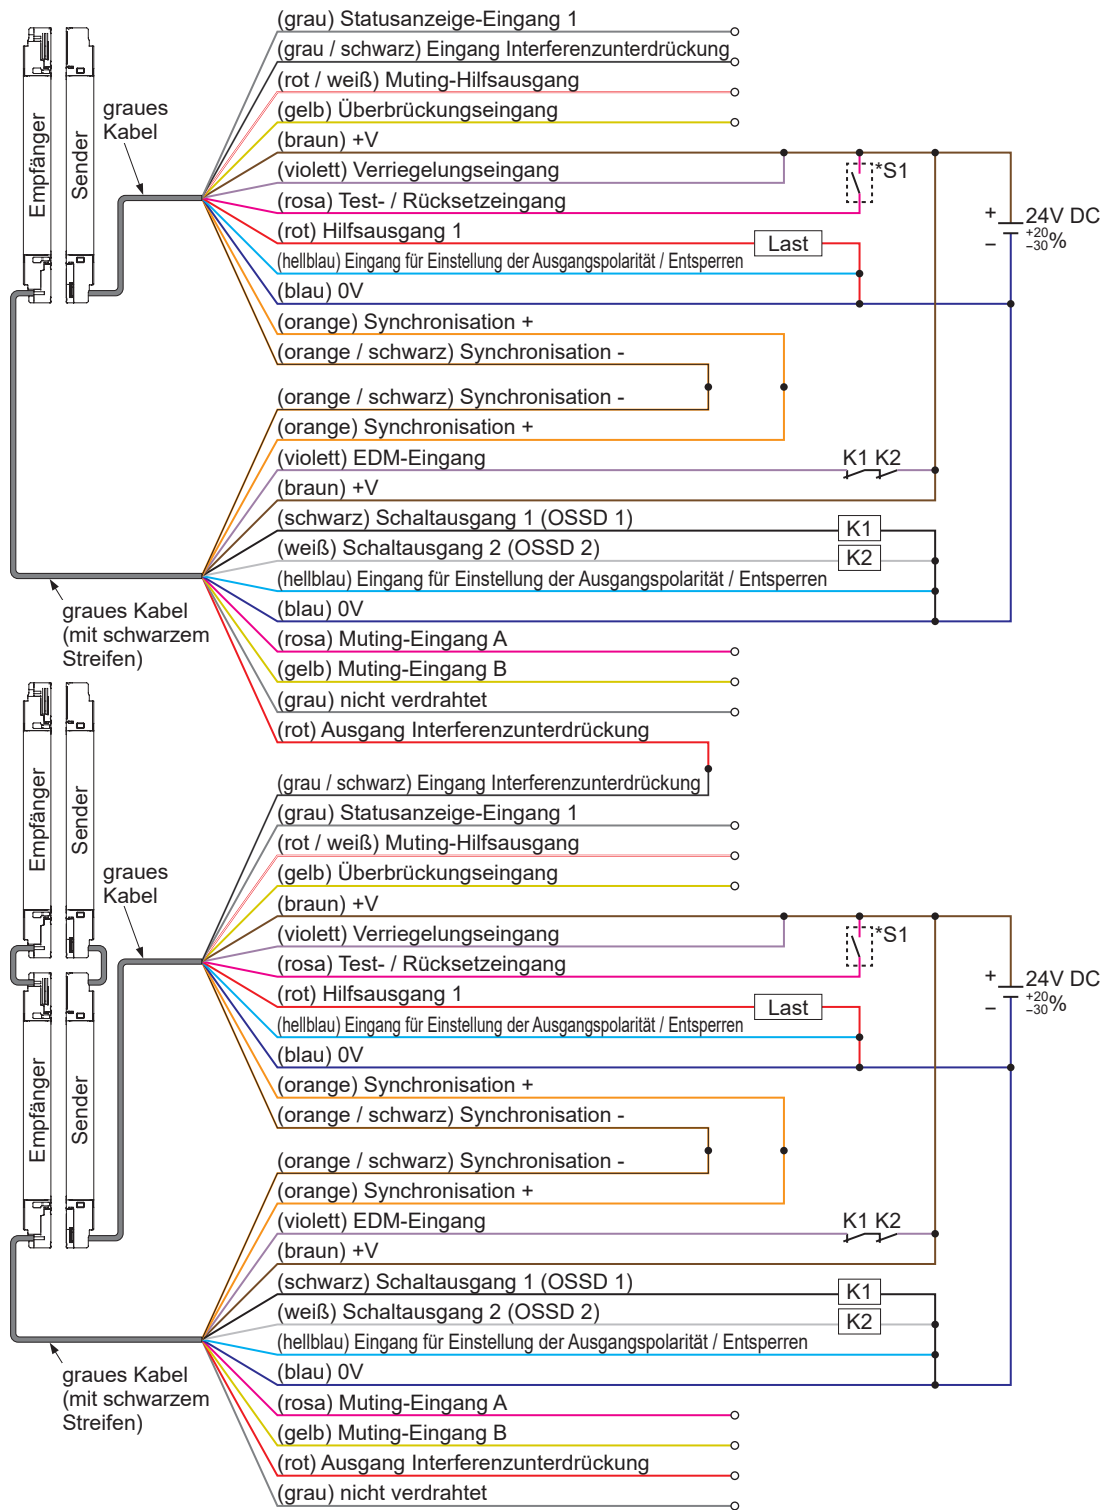 (grau) Statusanzeige-Eingang 1
(grau / schwarz) Eingang Interferenzunterdrückung
(rot / weiß) Muting-Hilfsausgang
(gelb) Überbrückungseingang
(braun) +V
(violett) Verriegelungseingang
(rosa) Test- / Rücksetzeingang
(rot) Hilfsausgang 1
(hellblau) Eingang für Einstellung der Ausgangspolarität / Entsperren
(blau) 0V
(orange) Synchronisation +
(orange / schwarz) Synchronisation -
Empfänger
Sender
graues
Kabel
*S1
Last
+
24V DC
+20
–30%
–
(orange / schwarz) Synchronisation -
(orange) Synchronisation +
(violett) EDM-Eingang
K1 K2
(braun) +V
(schwarz) Schaltausgang 1 (OSSD 1)
K1
(weiß) Schaltausgang 2 (OSSD 2)
K2
(hellblau) Eingang für Einstellung der Ausgangspolarität / Entsperren
(blau) 0V
(rosa) Muting-Eingang A
(gelb) Muting-Eingang B
(grau) nicht verdrahtet
(rot) Ausgang Interferenzunterdrückung
graues Kabel
(mit schwarzem
Streifen)
(grau / schwarz) Eingang Interferenzunterdrückung
(grau) Statusanzeige-Eingang 1
(rot / weiß) Muting-Hilfsausgang
(gelb) Überbrückungseingang
(braun) +V
(violett) Verriegelungseingang
(rosa) Test- / Rücksetzeingang
(rot) Hilfsausgang 1
(hellblau) Eingang für Einstellung der Ausgangspolarität / Entsperren
(blau) 0V
(orange) Synchronisation +
(orange / schwarz) Synchronisation -
Empfänger
Sender
Empfänger
Sender
graues
Kabel
*S1
Last
+
24V DC
+20
–30%
–
(orange / schwarz) Synchronisation -
(orange) Synchronisation +
(violett) EDM-Eingang
K1 K2
(braun) +V
(schwarz) Schaltausgang 1 (OSSD 1)
K1
(weiß) Schaltausgang 2 (OSSD 2)
K2
(hellblau) Eingang für Einstellung der Ausgangspolarität / Entsperren
(blau) 0V
(rosa) Muting-Eingang A
(gelb) Muting-Eingang B
(rot) Ausgang Interferenzunterdrückung
(grau) nicht verdrahtet
graues Kabel
(mit schwarzem
Streifen)